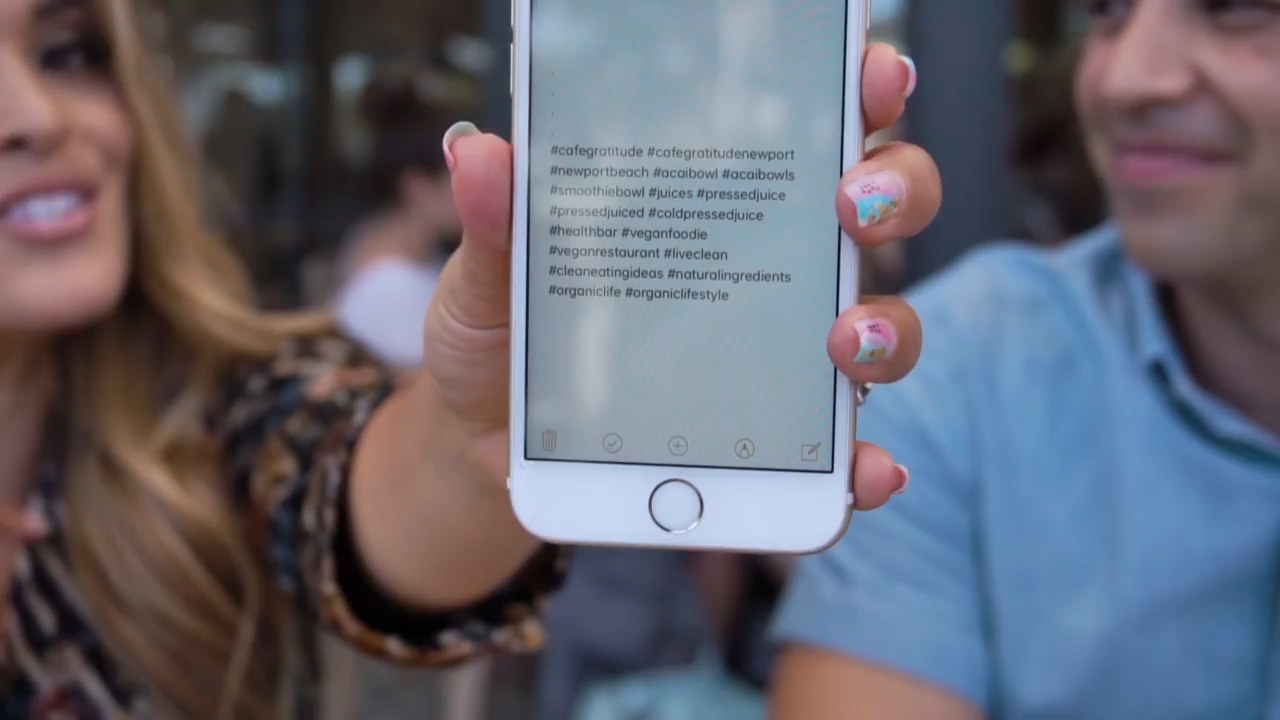 #cafegratitude #cafegratitudenewport
#newportbeach #acaibowl #acaibowls
#smoothiebowl #juices #pressedjuice
#pressedjuiced #coldpressedjuice
#healthbar #veganfoodie
#veganrestaurant #liveclean
#cleaneatingideas #naturalingredients
#organiclife #organiclifestyle